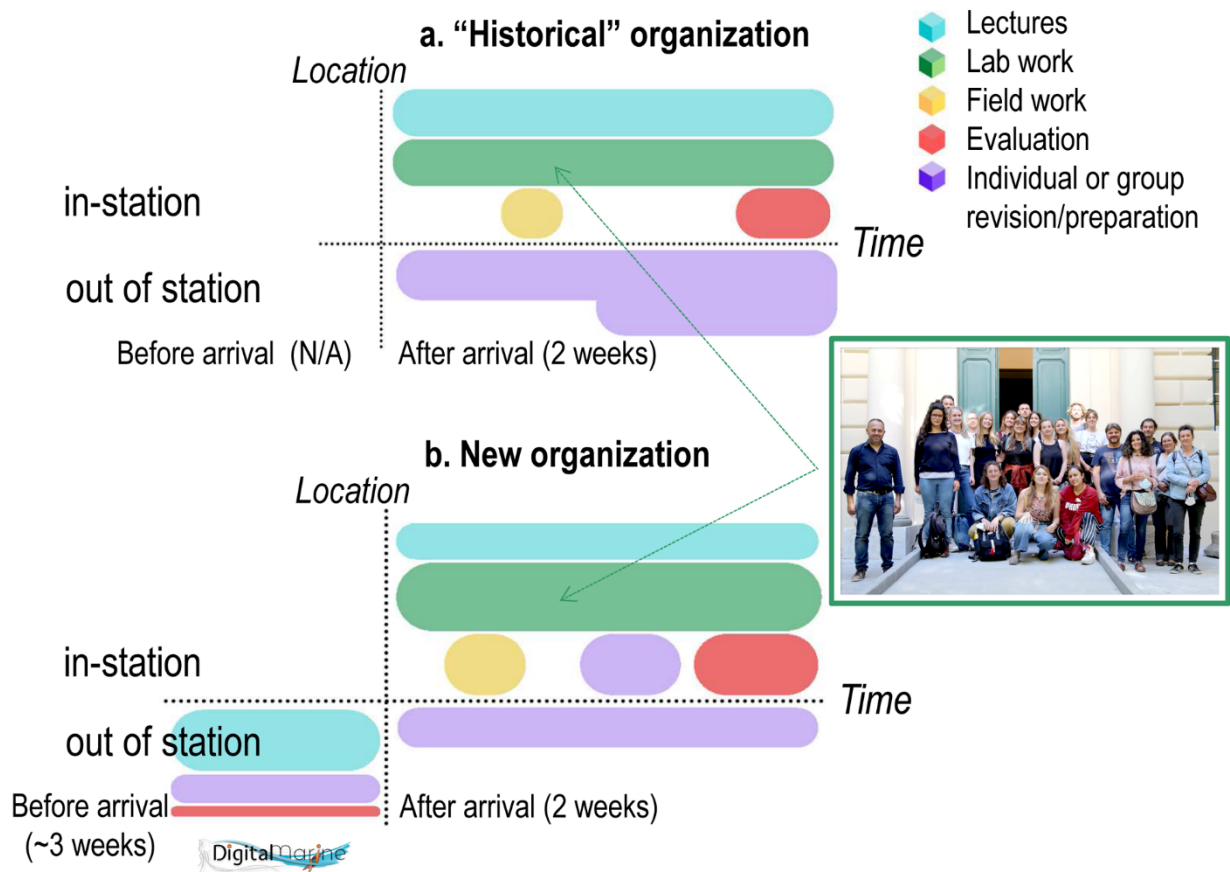 a. “Historical” organization
Location
in-station
Time
out of station
Before arrival (N/A)
After arrival (2 weeks)
Lectures
Lab work
Field work
Evaluation
Individual or group
revision/preparation
b. New organization
Location
in-station
Time
out of station
Before arrival
(~3 weeks)
After arrival (2 weeks)
DigitalMarine
PUMA